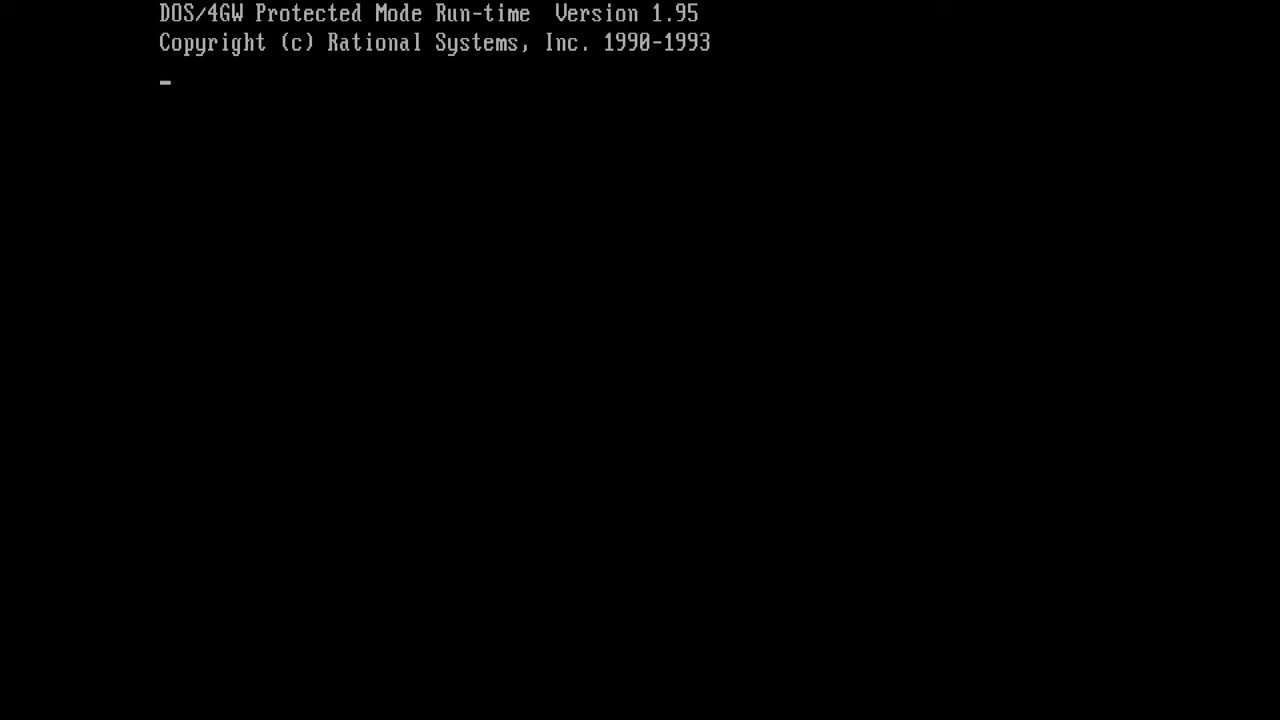 DOS/4GW Protected Mode Run-time  Version 1.95
Copyright (c) Rational Systems, Inc. 1990-1993